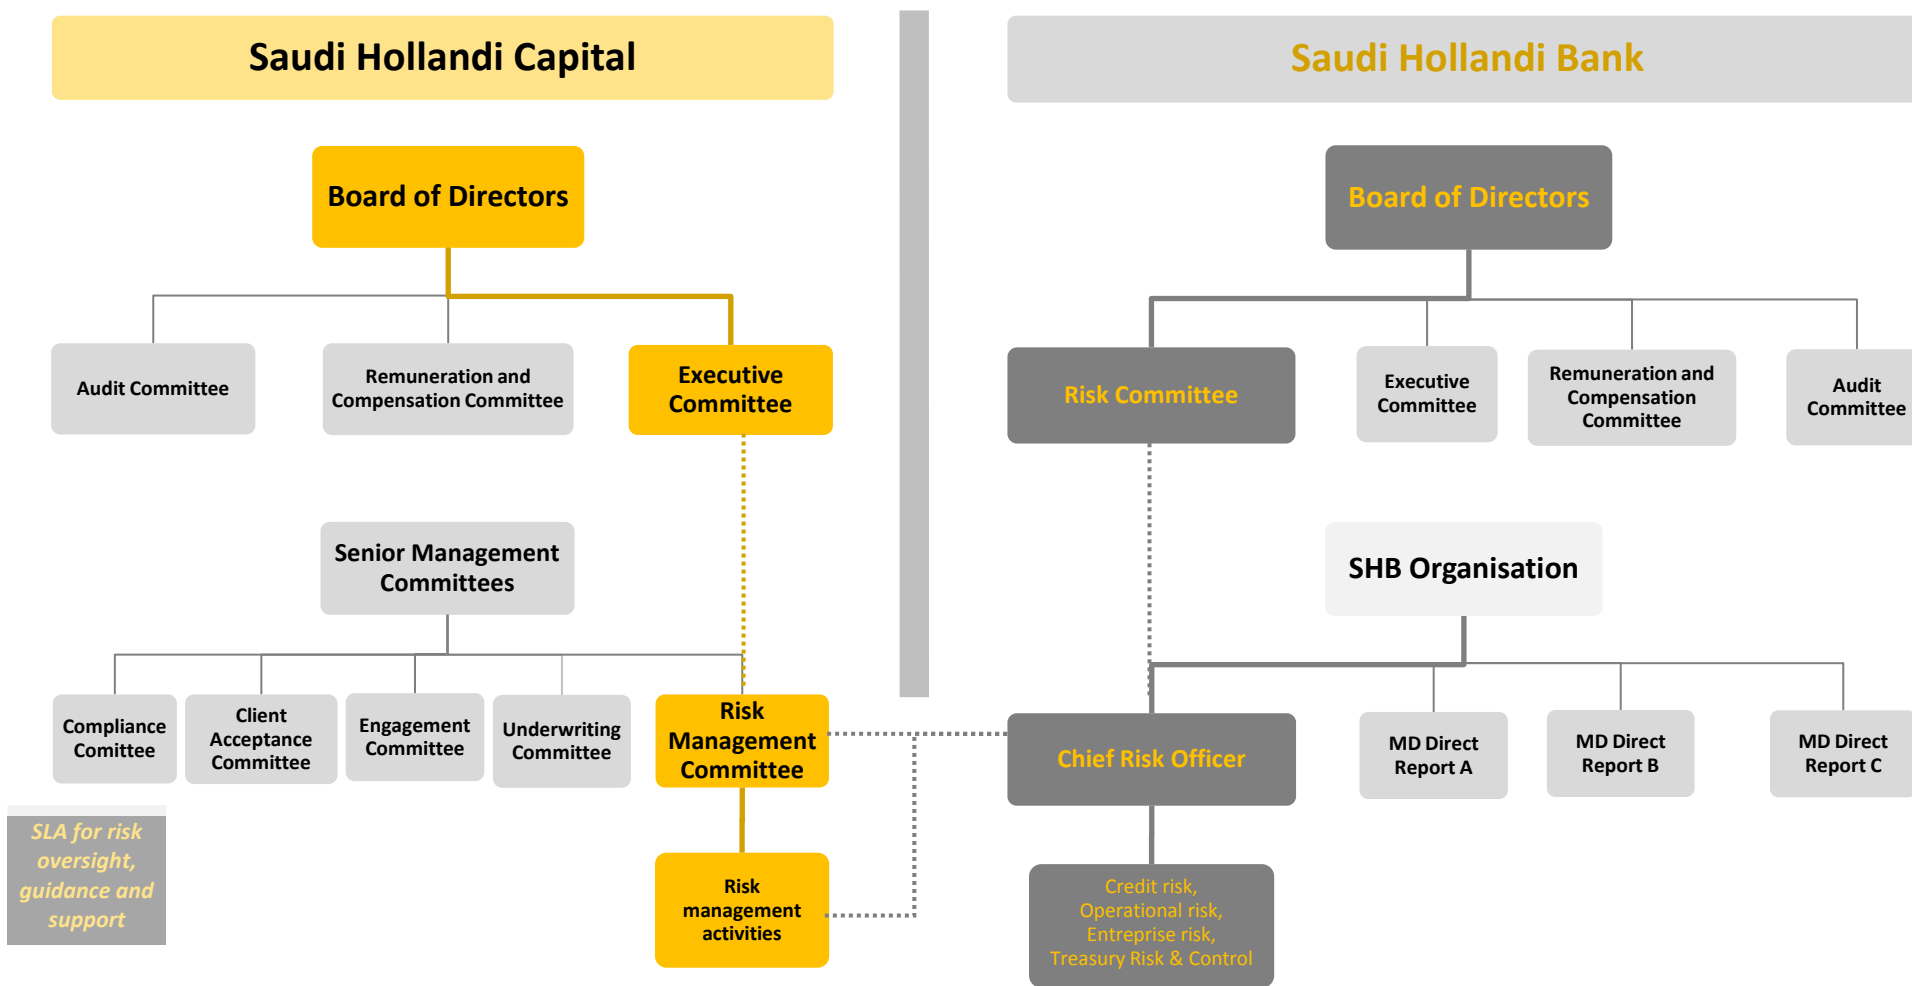 Saudi Hollandi Capital
Saudi Hollandi Bank
Board of Directors
Board of Directors
Audit Committee
Remuneration and
Compensation Committee
Executive
Committee
Risk Committee
Executive
Committee
Remuneration and
Compensation
Committee
Audit
Committee
Senior Management
Committees
SHB Organisation
Compliance
Comittee
Client
Acceptance
Committee
Engagement
Committee
Underwriting
Committee
Risk
Management
Committee
Chief Risk Officer
MD Direct
Report A
MD Direct
Report B
MD Direct
Report C
SLA for risk
oversight,
guidance and
support
Risk
management
activities
Credit risk,
Operational risk,
Entreprise risk,
Treasury Risk & Control